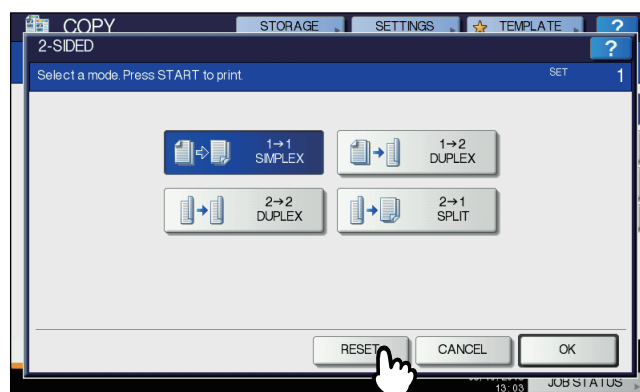 COPY STORAGE SETTINGS TEMPLATE ?
2-SIDED ?
Select a mode. Press START to print. SET 1
1→1 SIMPLEX
1→2 DUPLEX
2→2 DUPLEX
2→1 SPLIT
RESET CANCEL OK
13:03 JOB STATUS